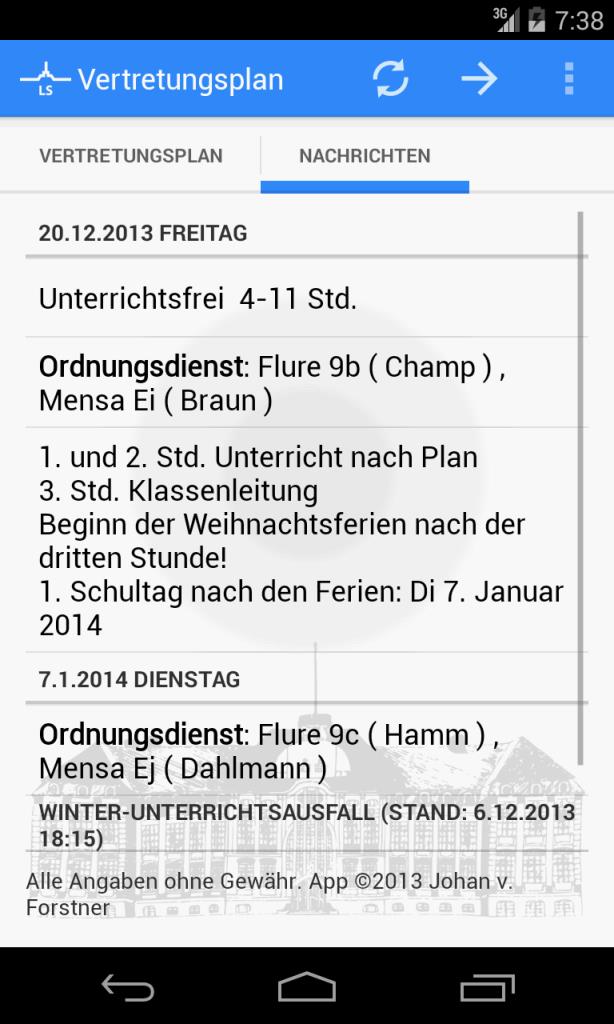 3G 7:38
LS Vertretungsplan
VERTRETUNGSPLAN NACHRICHTEN
20.12.2013 FREITAG
Unterrichtsfrei  4-11 Std.
Ordnungsdienst: Flure 9b ( Champ ) ,
Mensa Ei ( Braun )
1. und 2. Std. Unterricht nach Plan
3. Std. Klassenleitung
Beginn der Weihnachtsferien nach der
dritten Stunde!
1. Schultag nach den Ferien: Di 7. Januar
2014
7.1.2014 DIENSTAG
Ordnungsdienst: Flure 9c ( Hamm ) ,
Mensa Ej ( Dahlmann )
WINTER-UNTERRICHTSAUSFALL (STAND: 6.12.2013
18:15)
Alle Angaben ohne Gewähr. App ©2013 Johan v.
Forstner